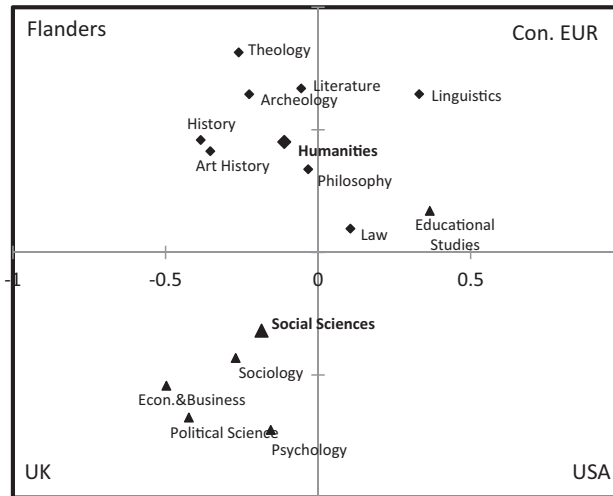 Flanders
Con. EUR
Theology
Literature
Archeology
Linguistics
History
Humanities
Art History
Philosophy
Educational
Studies
Law
-1
-0.5
0
0.5
Social Sciences
Sociology
Econ.&Business
Political Science
Psychology
UK
USA